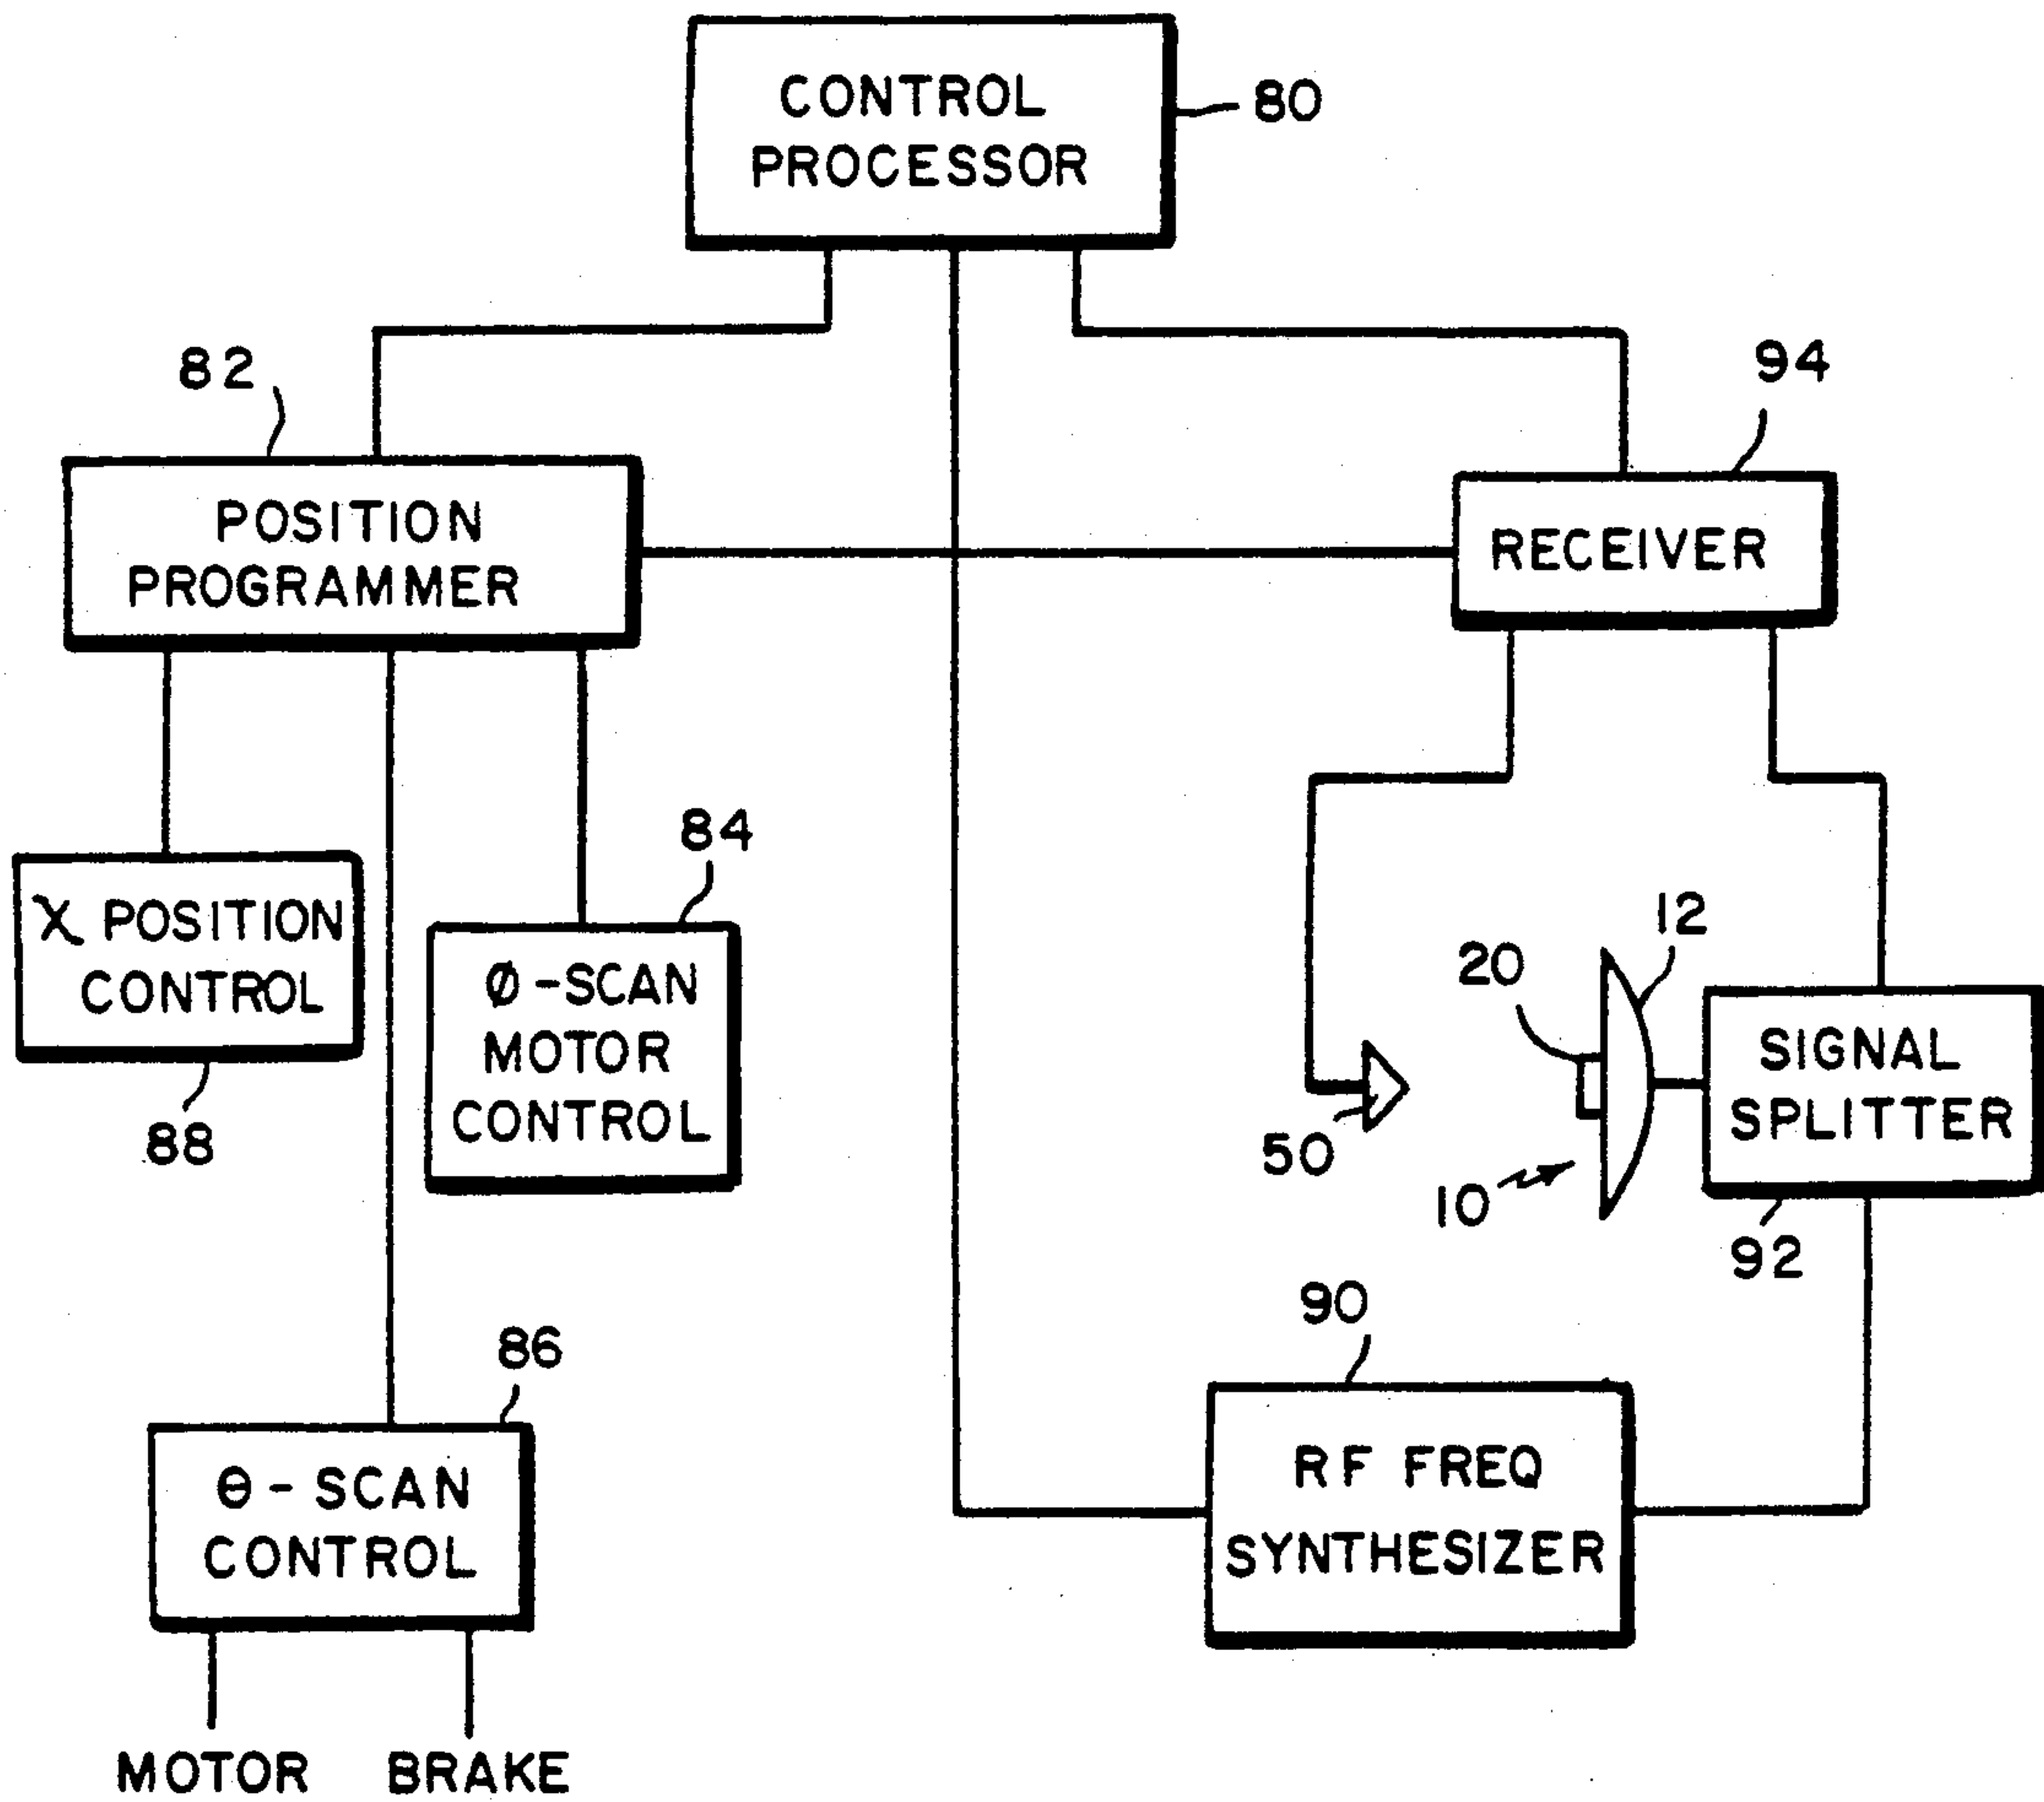 CONTROL
PROCESSOR
80
82
94
POSITION
PROGRAMMER
RECEIVER
84
χ POSITION
CONTROL
88
Ø-SCAN
MOTOR
CONTROL
12
20
50
10
SIGNAL
SPLITTER
92
90
86
Θ-SCAN
CONTROL
RF FREQ
SYNTHESIZER
MOTOR
BRAKE